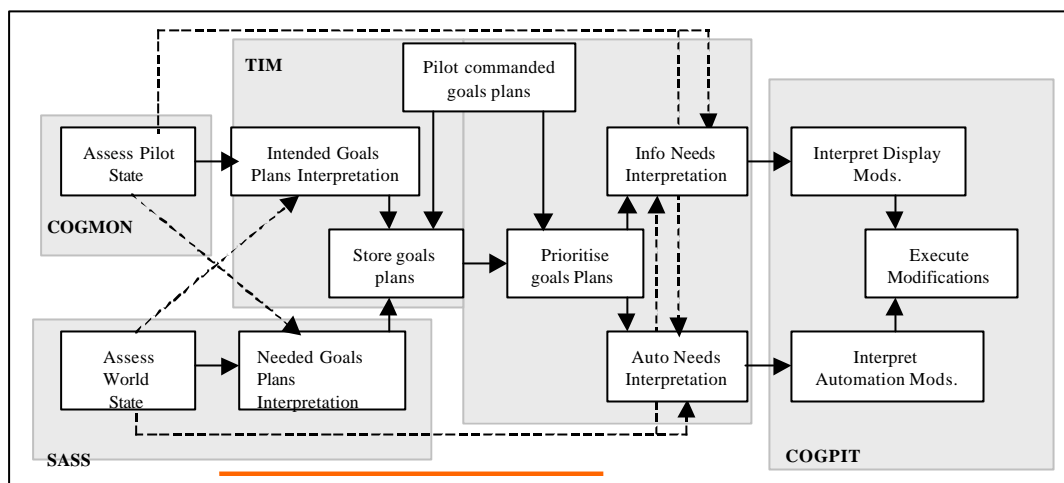 TIM
Pilot commanded
goals plans
Assess Pilot
State
COGMON
Intended Goals
Plans Interpretation
Info Needs
Interpretation
Interpret Display
Mods.
Store goals
plans
Prioritise
goals Plans
Execute
Modifications
Assess
World
State
Needed Goals
Plans
Interpretation
Auto Needs
Interpretation
Interpret
Automation Mods.
SASS
COGPIT